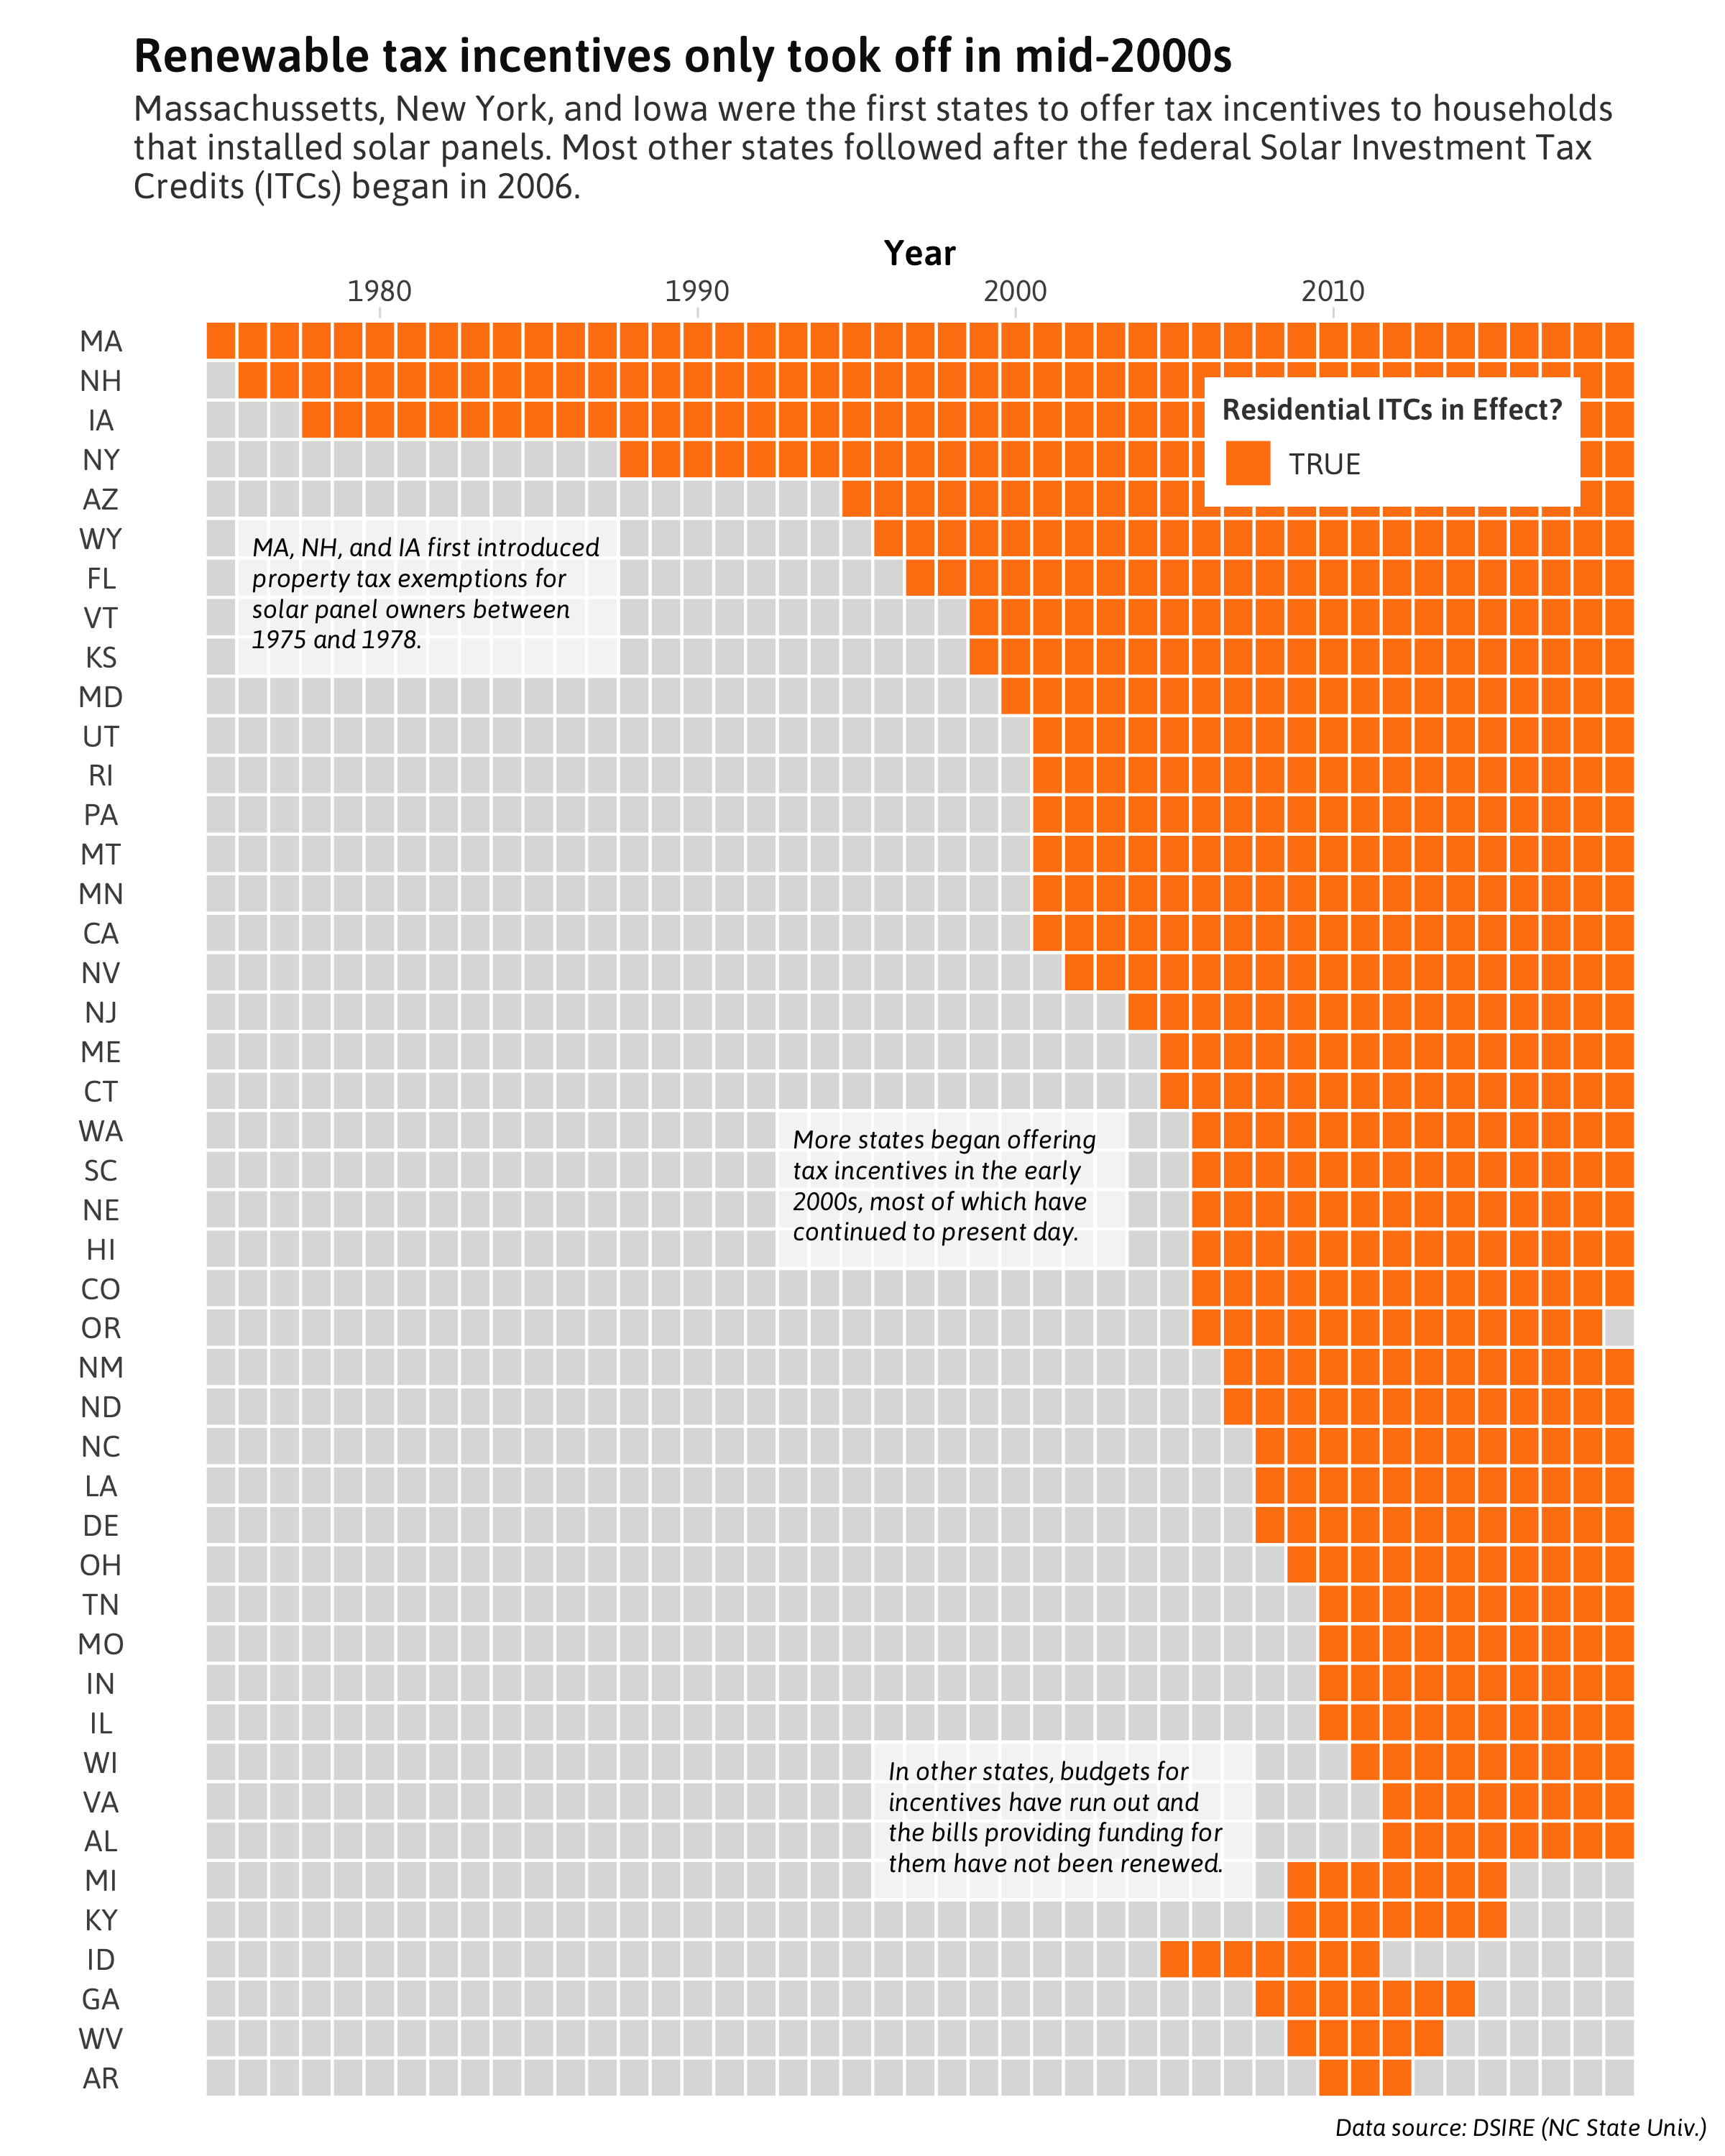 Renewable tax incentives only took off in mid-2000s
Massachussetts, New York, and Iowa were the first states to offer tax incentives to households
that installed solar panels. Most other states followed after the federal Solar Investment Tax
Credits (ITCs) began in 2006.
Year
1980 1990 2000 2010
MA
NH
Residential ITCs in Effect?
IA
TRUE
NY
AZ
WY
MA, NH, and IA first introduced
property tax exemptions for
solar panel owners between
1975 and 1978.
FL
VT
KS
MD
UT
RI
PA
MT
MN
CA
NV
NJ
ME
CT
WA
More states began offering
tax incentives in the early
2000s, most of which have
continued to present day.
SC
NE
HI
CO
OR
NM
ND
NC
LA
DE
OH
TN
MO
IN
IL
WI
In other states, budgets for
incentives have run out and
the bills providing funding for
them have not been renewed.
VA
AL
MI
KY
ID
GA
WV
AR
Data source: DSIRE (NC State Univ.)